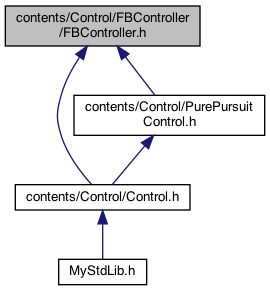 contents/Control/FBController
/FBController.h
contents/Control/PurePursuit
Control.h
contents/Control/Control.h
MyStdLib.h